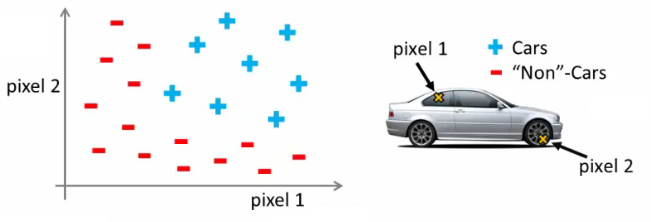 pixel 2
pixel 1
pixel 1
Cars
“Non”-Cars
pixel 2